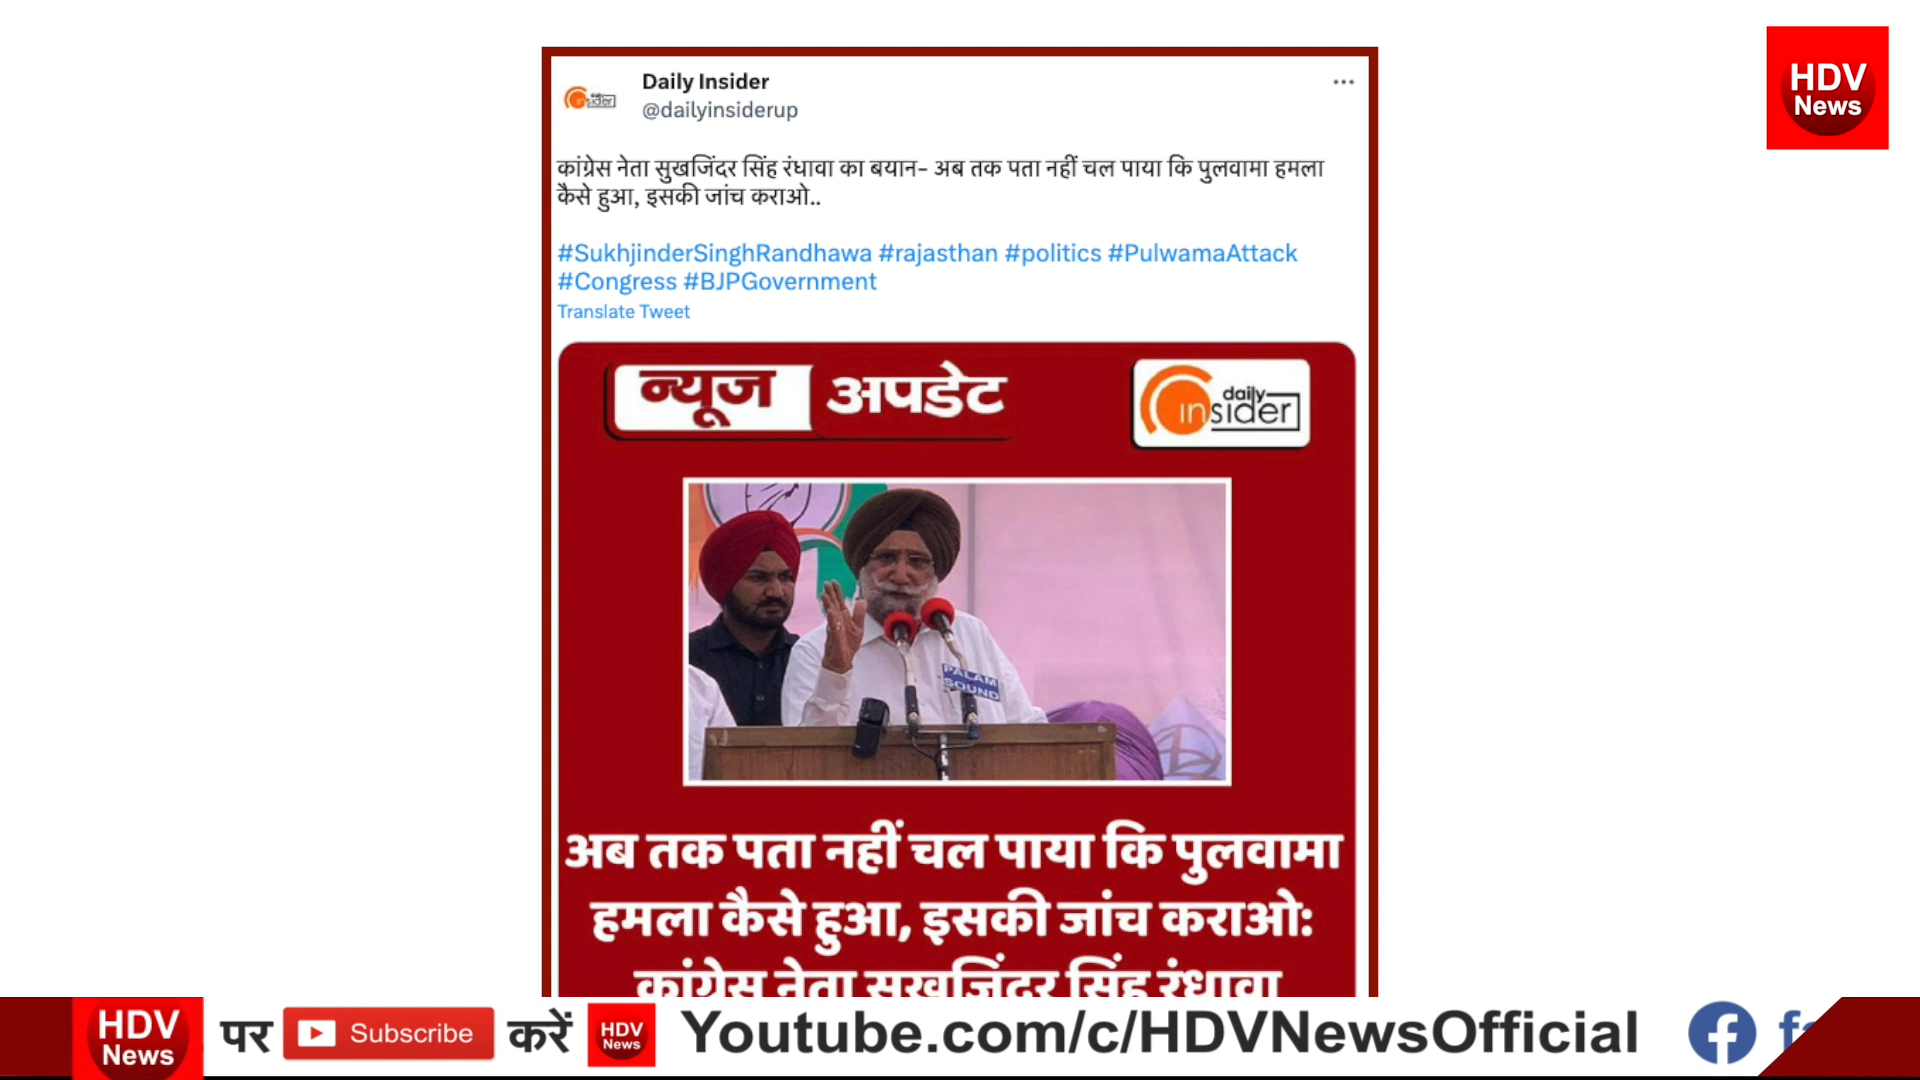 Daily Insider
@dailyinsiderup
HDV
News
कांग्रेस नेता सुखजिंदर सिंह रंधावा का बयान- अब तक पता नहीं चल पाया कि पुलवामा हमला
कैसे हुआ, इसकी जांच कराओ..
#SukhjinderSinghRandhawa #rajasthan #politics #PulwamaAttack
#Congress #BJPGovernment
Translate Tweet
न्यूज अपडेट
daily
insider
PALAM
SOUND
अब तक पता नहीं चल पाया कि पुलवामा
हमला कैसे हुआ, इसकी जांच कराओ:
कांग्रेस नेता सुखजिंदर सिंह रंधावा
HDV
News
पर
Subscribe
करें
HDV
News
Youtube.com/c/HDVNewsOfficial